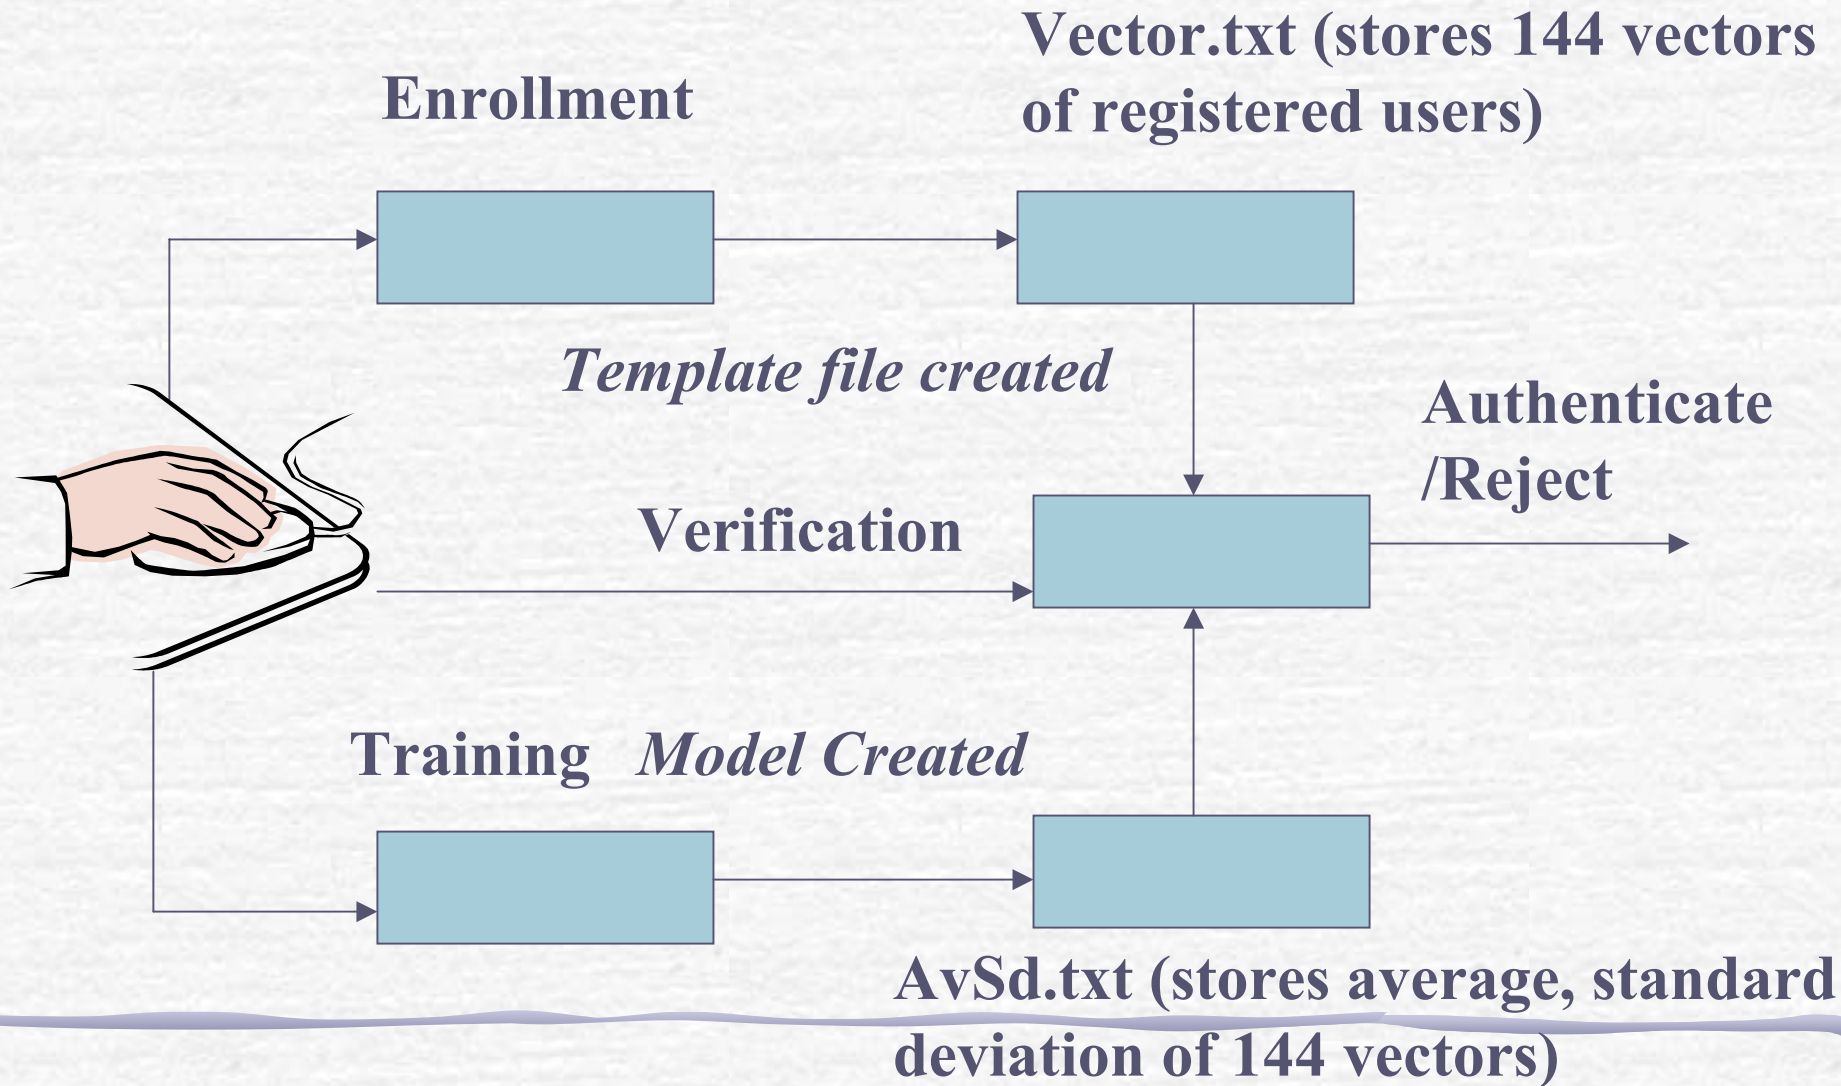 Enrollment
Vector.txt (stores 144 vectors
of registered users)
Template file created
Authenticate
/Reject
Verification
Training Model Created
AvSd.txt (stores average, standard
deviation of 144 vectors)